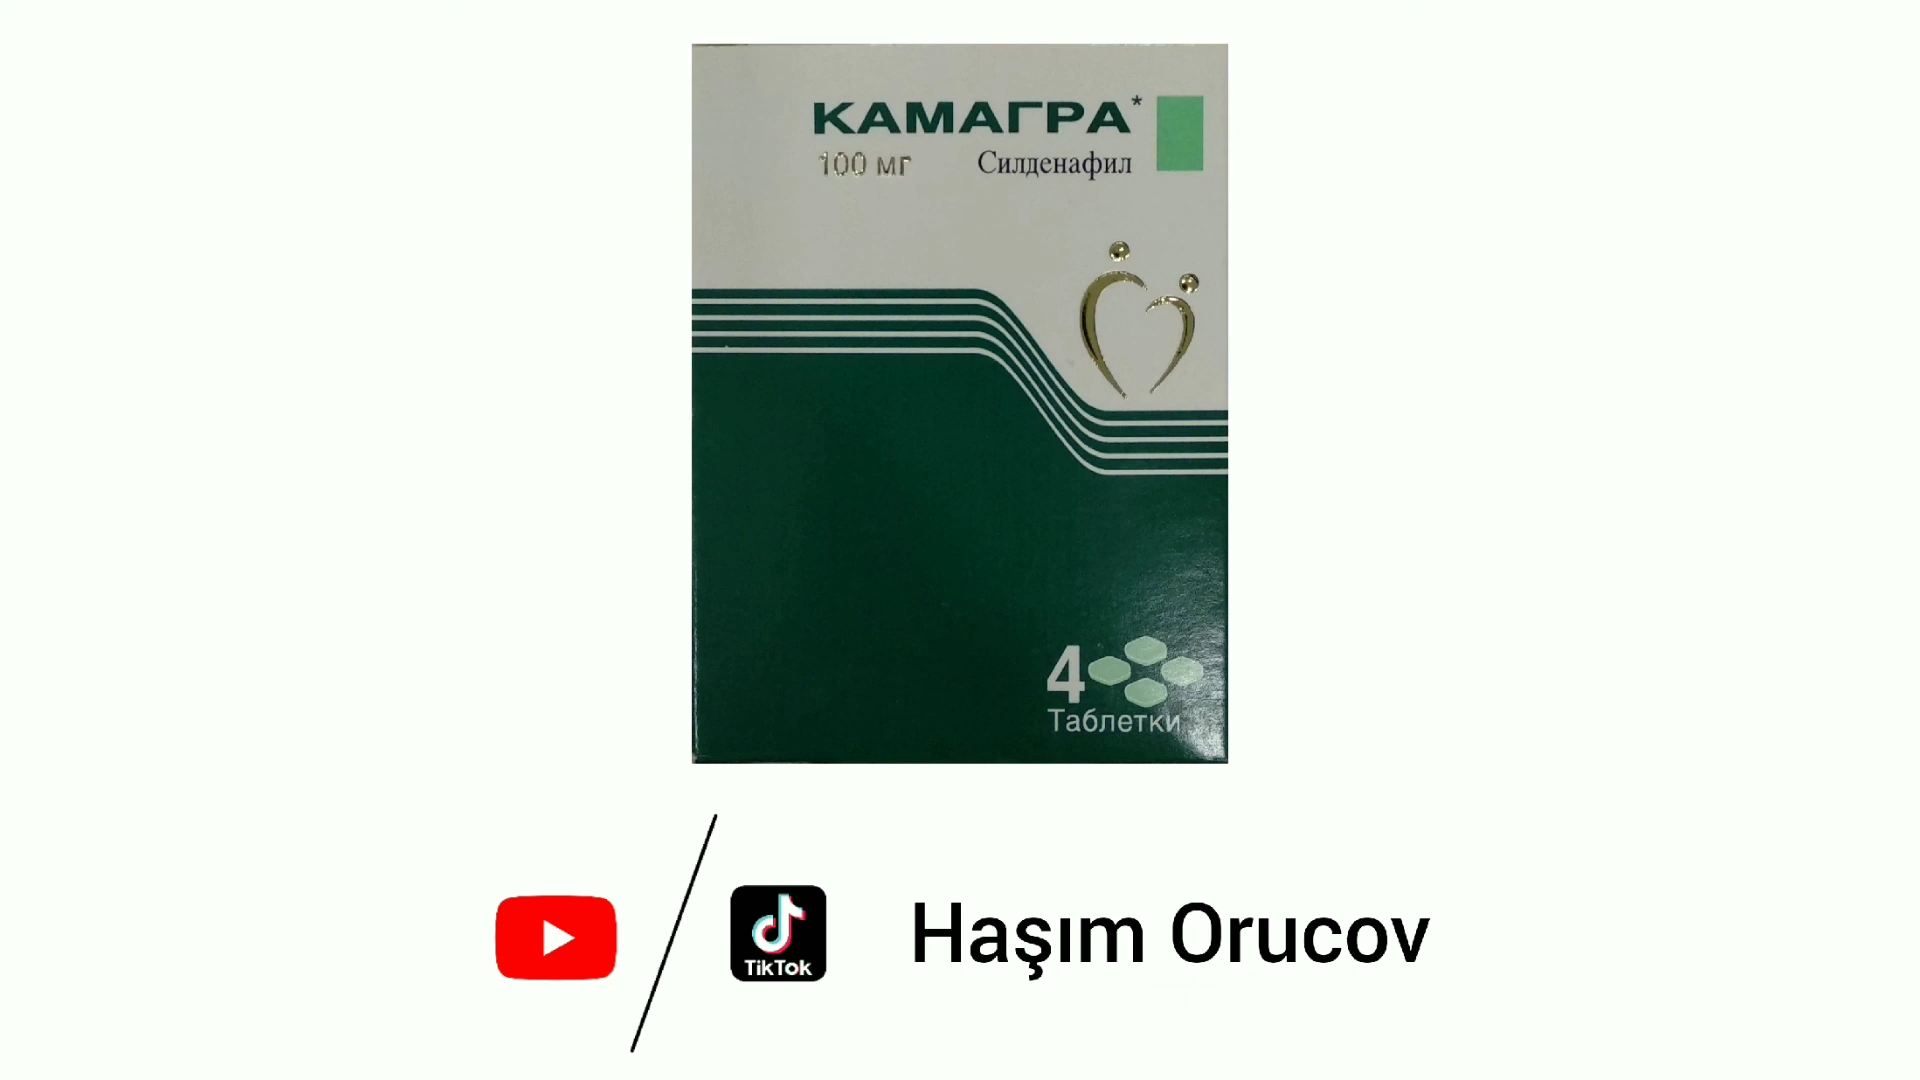 КАМАГРА*
100 мг Силденафил
4
Таблетки
TikTok
Haşım Orucov